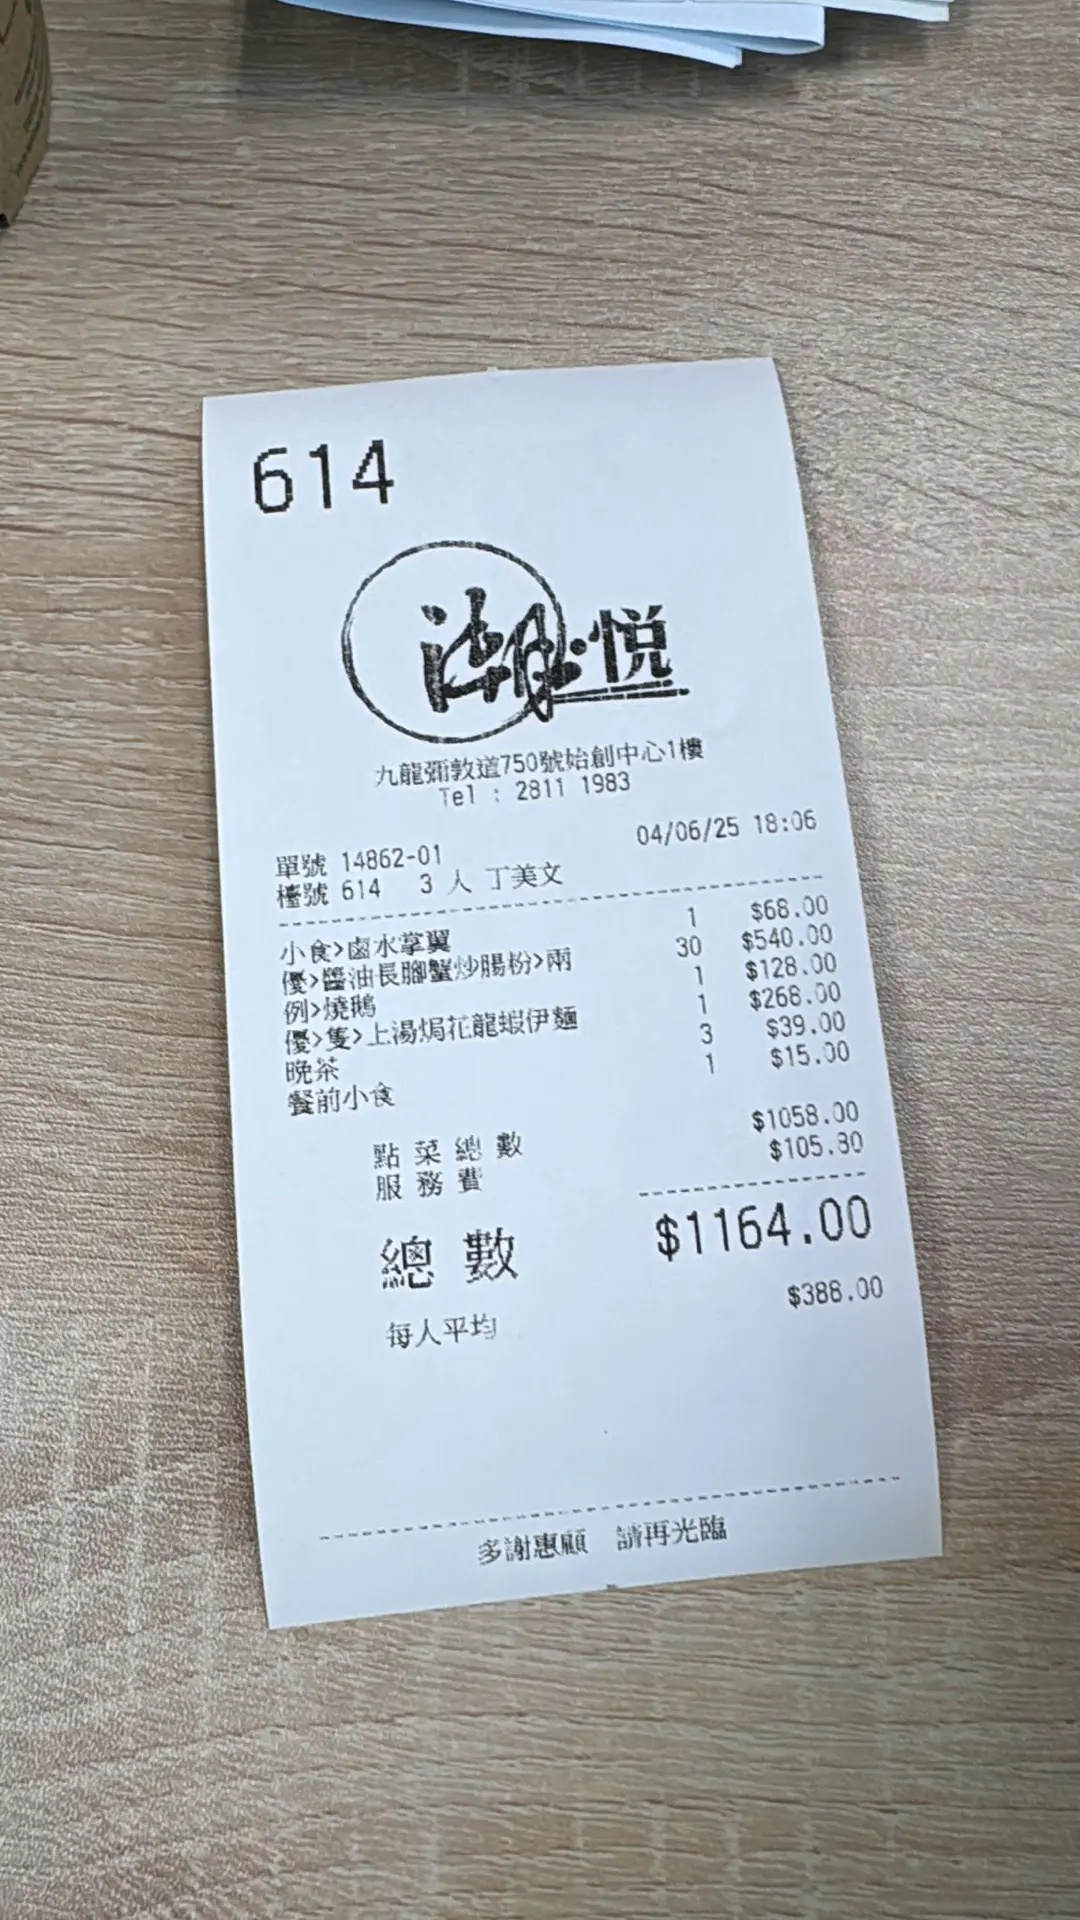 614
潮·悦
九龍彌敦道750號始創中心1樓
Tel : 2811 1983
單號 14862-01 04/06/25 18:06
檯號 614 3 人 丁美文
小食>鹵水掌翼 1 $68.00
優>醬油長腳蟹炒腸粉>兩 30 $540.00
例>燒鵝 1 $128.00
優>隻>上湯焗花龍蝦伊麵 1 $268.00
晚茶 3 $39.00
餐前小食 1 $15.00
點菜總數 $1058.00
服務費 $105.80
總數 $1164.00
每人平均 $388.00
多謝惠顧 請再光臨